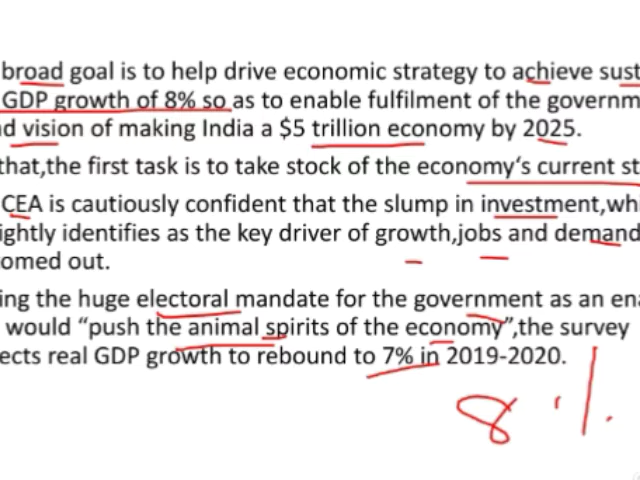 broad goal is to help drive economic strategy to achieve sust
GDP growth of 8% so as to enable fulfilment of the governm
d vision of making India a $5 trillion economy by 2025.
that,the first task is to take stock of the economy's current st
CEA is cautiously confident that the slump in investment,whi
ightly identifies as the key driver of growth,jobs and demand
omed out.
ing the huge electoral mandate for the government as an ena
would “push the animal spirits of the economy”,the survey
ects real GDP growth to rebound to 7% in 2019-2020.
8 %